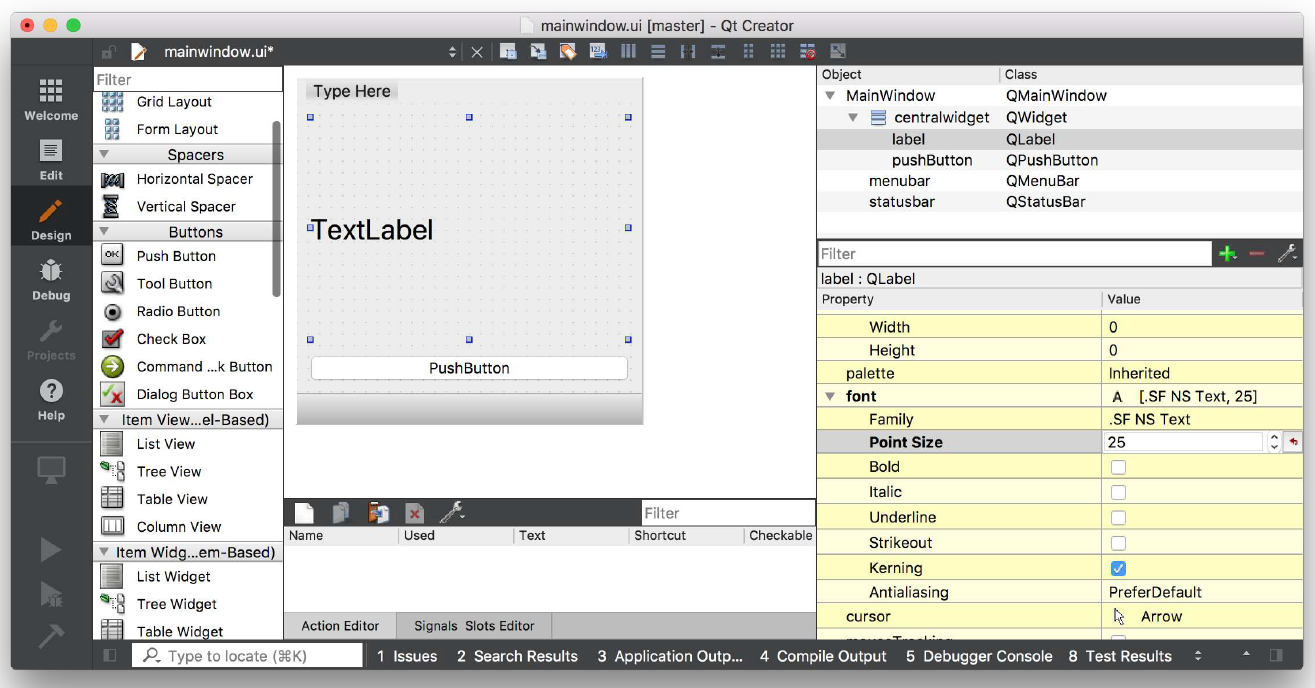 mainwindow.ui [master] - Qt Creator
mainwindow.ui*
Welcome
Edit
Design
Debug
Projects
Help
Filter
Grid Layout
Form Layout
Spacers
Horizontal Spacer
Vertical Spacer
Buttons
OK Push Button
Tool Button
Radio Button
Check Box
Command ...k Button
Dialog Button Box
Item View...el-Based)
List View
Tree View
Table View
Column View
Item Widg...em-Based)
List Widget
Tree Widget
Table Widget
Type Here
TextLabel
PushButton
Filter
Name Used Text Shortcut Checkable
Action Editor Signals Slots Editor
Object Class
MainWindow QMainWindow
centralwidget QWidget
label QLabel
pushButton QPushButton
menubar QMenuBar
statusbar QStatusBar
Filter
label : QLabel
Property Value
Width 0
Height 0
palette Inherited
font A [.SF NS Text, 25]
Family .SF NS Text
Point Size 25
Bold
Italic
Underline
Strikeout
Kerning
Antialiasing PreferDefault
cursor Arrow
Type to locate (⌘K) 1 Issues 2 Search Results 3 Application Outp... 4 Compile Output 5 Debugger Console 8 Test Results